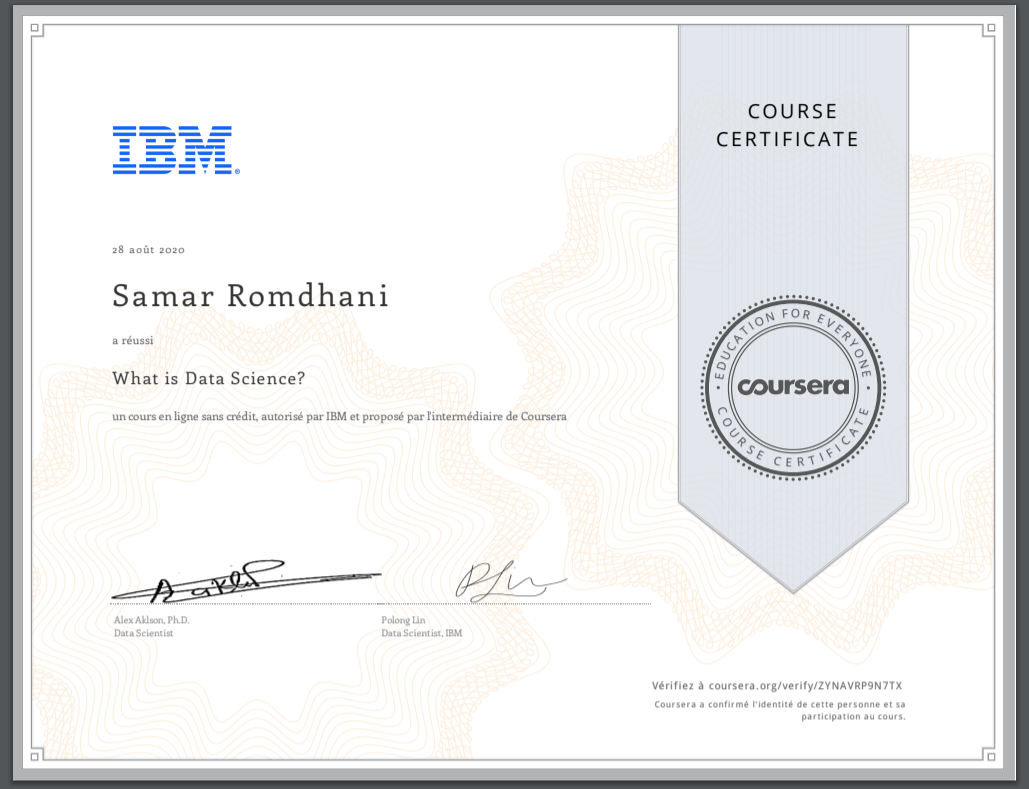 IBM®
COURSE
CERTIFICATE
28 août 2020
Samar Romdhani
a réussi
What is Data Science?
un cours en ligne sans crédit, autorisé par IBM et proposé par l'intermédiaire de Coursera
EDUCATION FOR EVERYONE
coursera
COURSE CERTIFICATE
Alex Aklson, Ph.D.
Data Scientist
Polong Lin
Data Scientist, IBM
Vérifiez à coursera.org/verify/ZYNAVRP9N7TX
Coursera a confirmé l'identité de cette personne et sa
participation au cours.